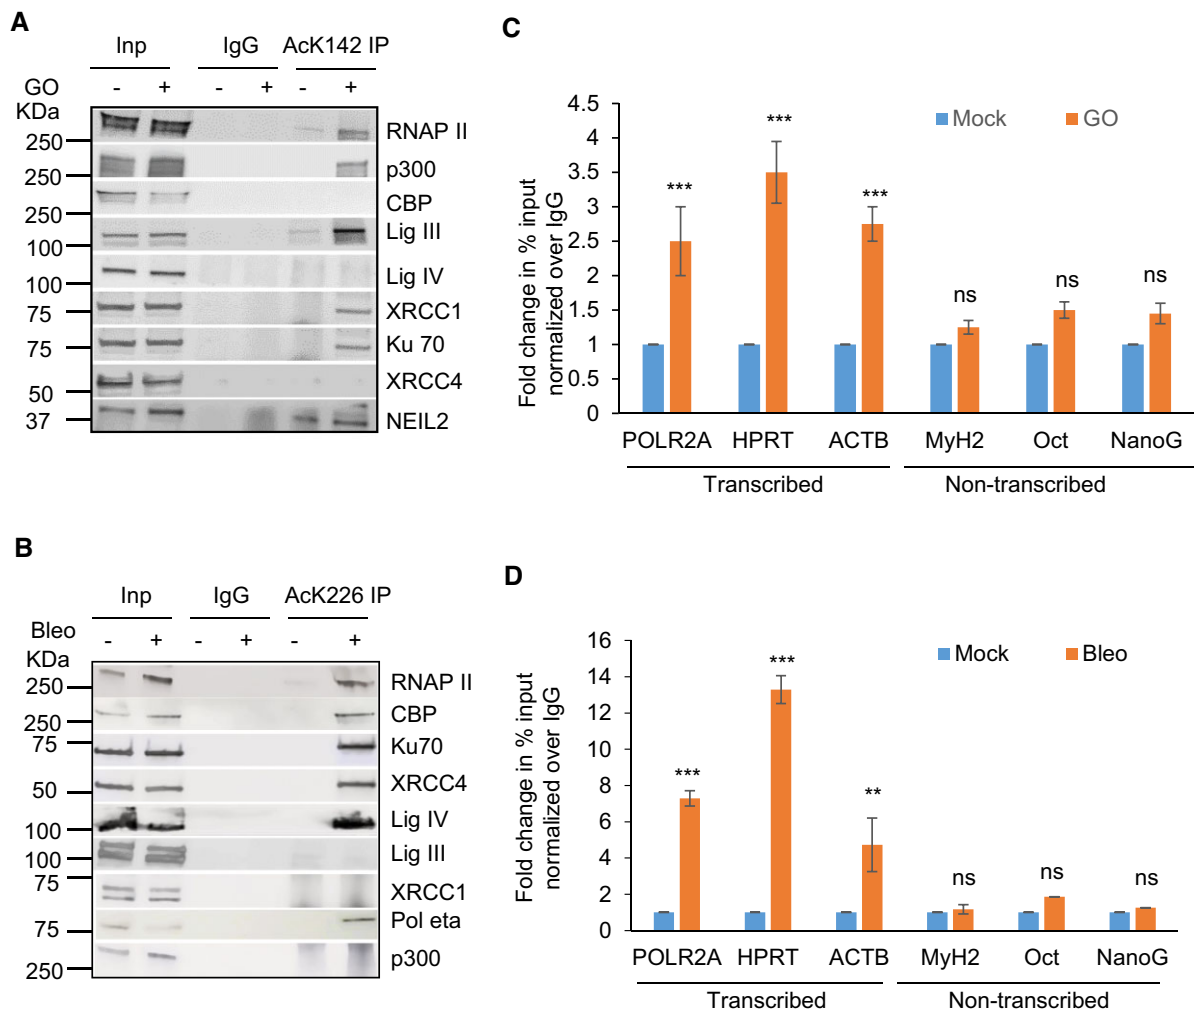 A
Inp IgG AcK142 IP
GO - + - + - +
KDa
250 RNAP II
250 p300
250 CBP
100 Lig III
100 Lig IV
75 XRCC1
75 Ku 70
50 XRCC4
37 NEIL2
B
Inp IgG AcK226 IP
Bleo - + - + - +
KDa
250 RNAP II
250 CBP
75 Ku70
50 XRCC4
100 Lig IV
100 Lig III
75 XRCC1
75 Pol eta
250 p300
C
Fold change in % input
normalized over IgG
4.5
4
3.5
3
2.5
2
1.5
1
0.5
0
Mock GO
*** *** *** ns ns ns
POLR2A HPRT ACTB MyH2 Oct NanoG
Transcribed Non-transcribed
D
Fold change in % input
normalized over IgG
16
14
12
10
8
6
4
2
0
Mock Bleo
*** *** ** ns ns ns
POLR2A HPRT ACTB MyH2 Oct NanoG
Transcribed Non-transcribed